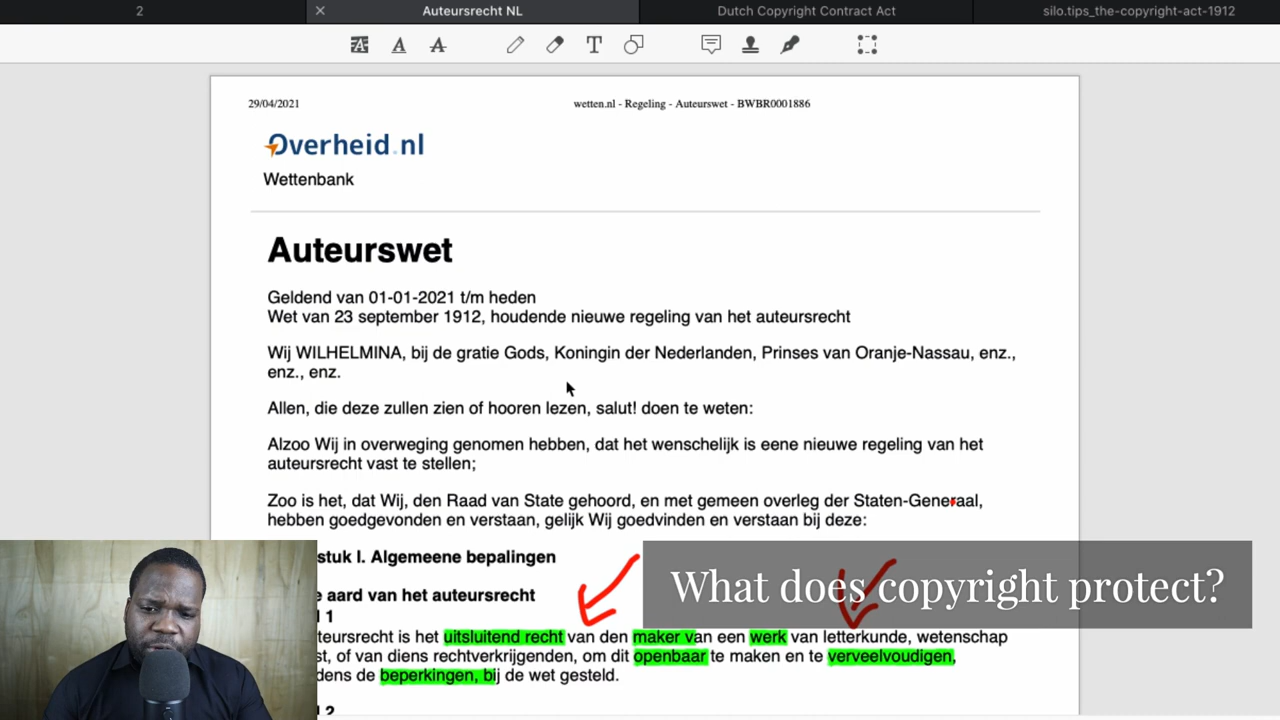 2
Auteursrecht NL
Dutch Copyright Contract Act
silo.tips_the-copyright-act-1912
29/04/2021
wetten.nl - Regeling - Auteurswet - BWBR0001886
Overheid.nl
Wettenbank
Auteurswet
Geldend van 01-01-2021 t/m heden
Wet van 23 september 1912, houdende nieuwe regeling van het auteursrecht
Wij WILHELMINA, bij de gratie Gods, Koningin der Nederlanden, Prinses van Oranje-Nassau, enz.,
enz., enz.
Allen, die deze zullen zien of hooren lezen, salut! doen te weten:
Alzoo Wij in overweging genomen hebben, dat het wenschelijk is eene nieuwe regeling van het
auteursrecht vast te stellen;
Zoo is het, dat Wij, den Raad van State gehoord, en met gemeen overleg der Staten-Generaal,
hebben goedgevonden en verstaan, gelijk Wij goedvinden en verstaan bij deze:
stuk I. Algemeene bepalingen
e aard van het auteursrecht
l 1
What does copyright protect?
teursrecht is het uitsluitend recht van den maker van een werk van letterkunde, wetenschap
st, of van diens rechtverkrijgenden, om dit openbaar te maken en te verveelvoudigen,
dens de beperkingen, bij de wet gesteld.
l 2